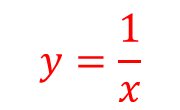 y = 1/x